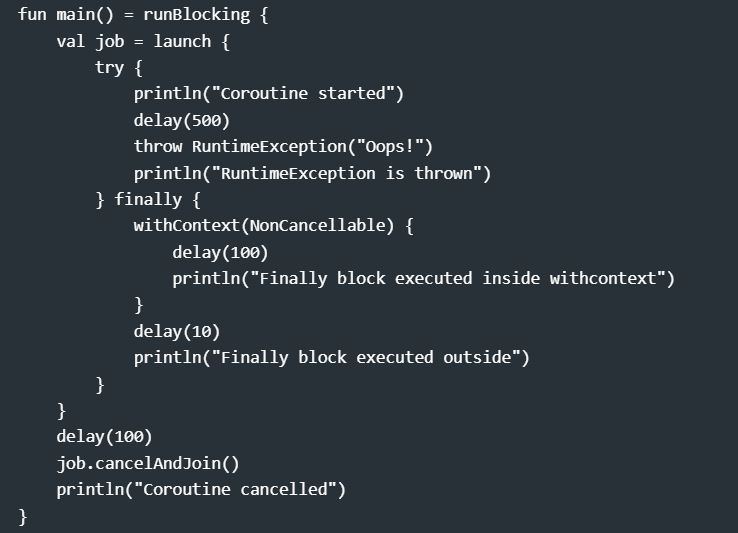 fun main() = runBlocking {
    val job = launch {
        try {
            println("Coroutine started")
            delay(500)
            throw RuntimeException("Oops!")
            println("RuntimeException is thrown")
        } finally {
            withContext(NonCancellable) {
                delay(100)
                println("Finally block executed inside withcontext")
            }
            delay(10)
            println("Finally block executed outside")
        }
    }
    delay(100)
    job.cancelAndJoin()
    println("Coroutine cancelled")
}